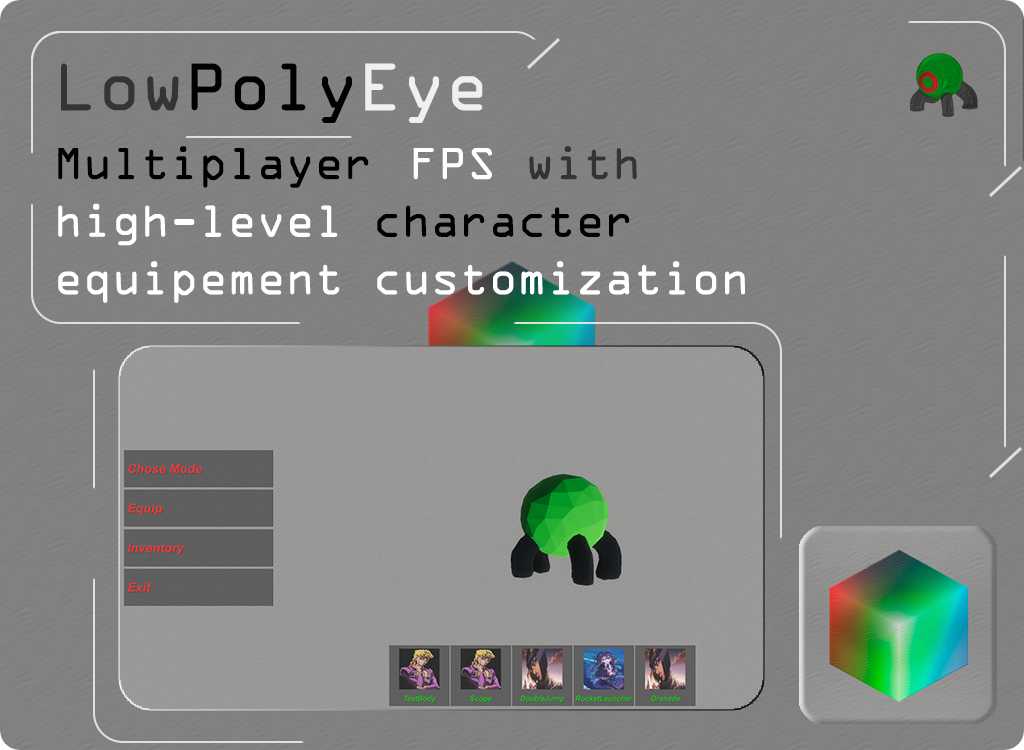 LowPolyEye
Multiplayer FPS with
high-level character
equipement customization
Chose Mode
Equip
Inventory
Exit
TestBody Scope DoubleJump RocketLauncher Grenade